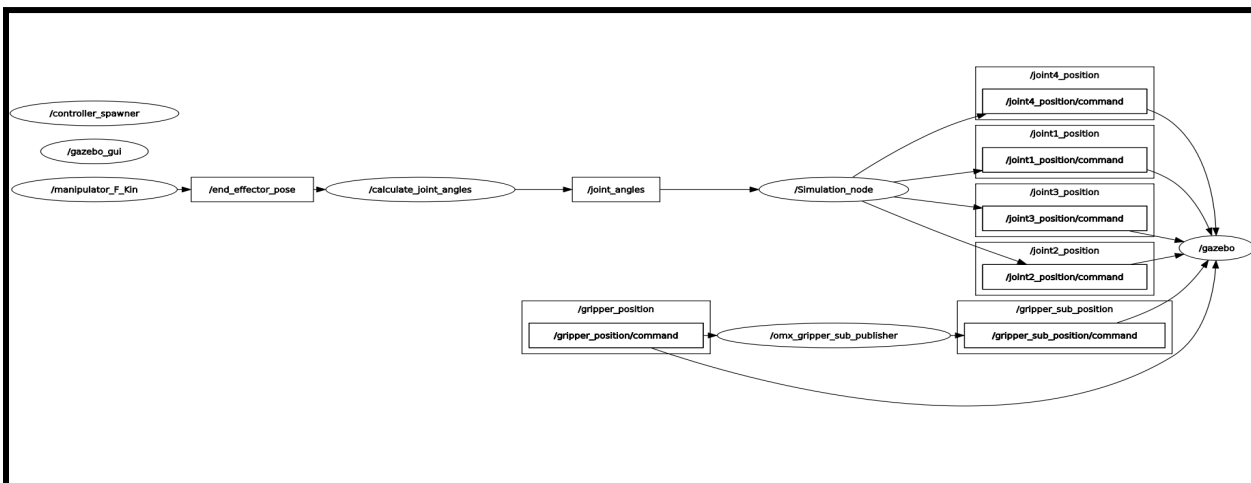 /controller_spawner
/gazebo_gui
/manipulator_F_Kin
/end_effector_pose
/calculate_joint_angles
/joint_angles
/Simulation_node
/joint4_position
/joint4_position/command
/joint1_position
/joint1_position/command
/joint3_position
/joint3_position/command
/joint2_position
/joint2_position/command
/gazebo
/gripper_position
/gripper_position/command
/omx_gripper_sub_publisher
/gripper_sub_position
/gripper_sub_position/command